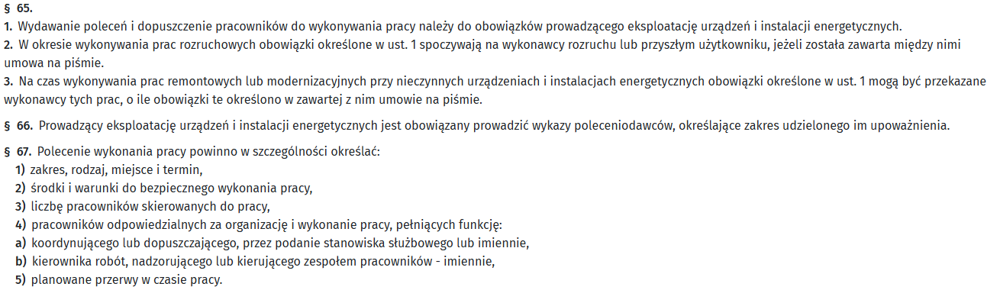 § 65.
1. Wydawanie poleceń i dopuszczenie pracowników do wykonywania pracy należy do obowiązków prowadzącego eksploatację urządzeń i instalacji energetycznych.
2. W okresie wykonywania prac rozruchowych obowiązki określone w ust. 1 spoczywają na wykonawcy rozruchu lub przyszłym użytkowniku, jeżeli została zawarta między nimi
umowa na piśmie.
3. Na czas wykonywania prac remontowych lub modernizacyjnych przy nieczynnych urządzeniach i instalacjach energetycznych obowiązki określone w ust. 1 mogą być przekazane
wykonawcy tych prac, o ile obowiązki te określono w zawartej z nim umowie na piśmie.
§ 66. Prowadzący eksploatację urządzeń i instalacji energetycznych jest obowiązany prowadzić wykazy poleceniodawców, określające zakres udzielonego im upoważnienia.
§ 67. Polecenie wykonania pracy powinno w szczególności określać:
1) zakres, rodzaj, miejsce i termin,
2) środki i warunki do bezpiecznego wykonania pracy,
3) liczbę pracowników skierowanych do pracy,
4) pracowników odpowiedzialnych za organizację i wykonanie pracy, pełniących funkcję:
a) koordynującego lub dopuszczającego, przez podanie stanowiska służbowego lub imiennie,
b) kierownika robót, nadzorującego lub kierującego zespołem pracowników - imiennie,
5) planowane przerwy w czasie pracy.